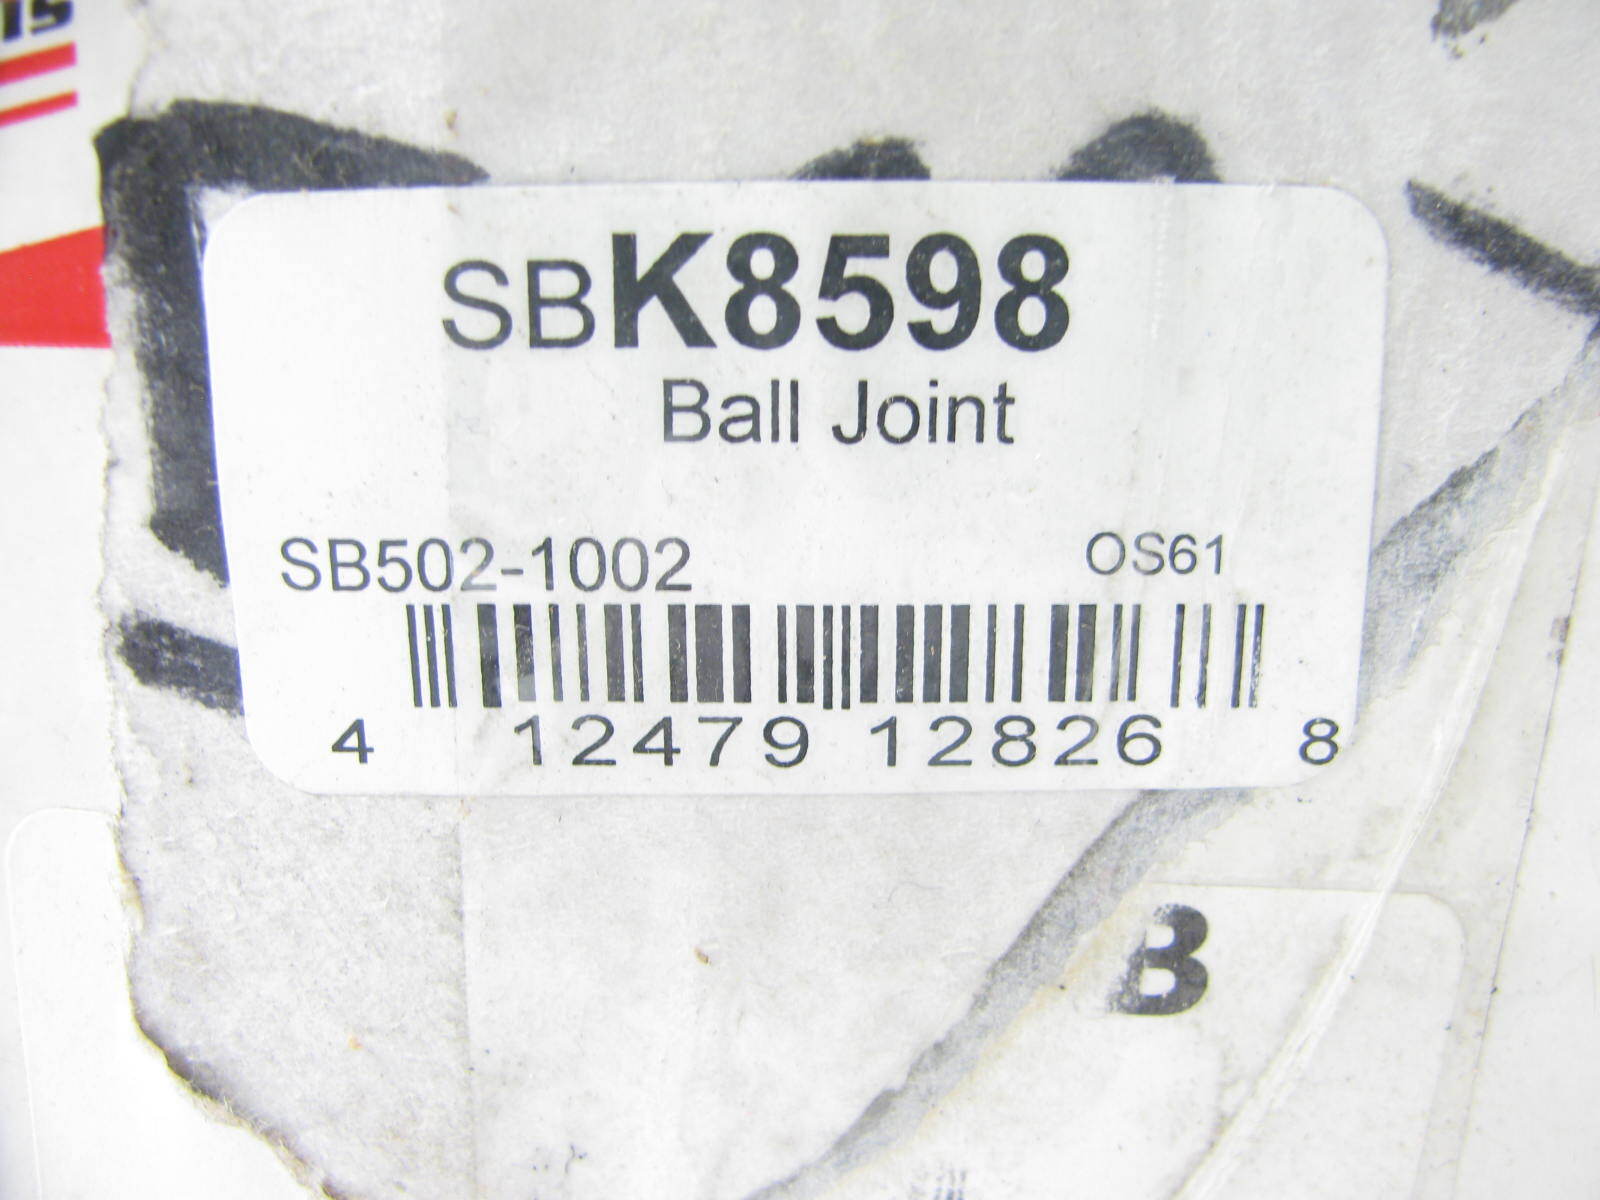 SBK8598
Ball Joint
SB502-1002 OS61
4 12479 12826 8
B